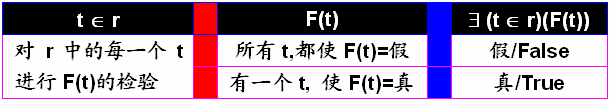 t ∈ r F(t) ∃ (t ∈ r)(F(t))
对 r 中的每一个 t 所有 t,都使 F(t)=假 假/False
进行 F(t)的检验 有一个 t, 使 F(t)=真 真/True